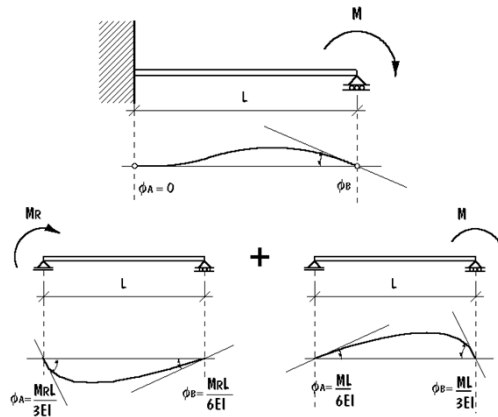 M
L
ϕA = 0
ϕB
MR
M
+
L
L
ϕA = MRL/3EI
ϕB = MRL/6EI
ϕA = ML/6EI
ϕB = ML/3EI